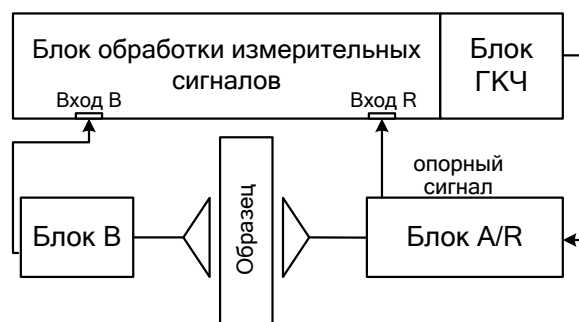 Блок обработки измерительных
сигналов
Блок
ГКЧ
Вход B
Вход R
опорный
сигнал
Блок B
Образец
Блок A/R